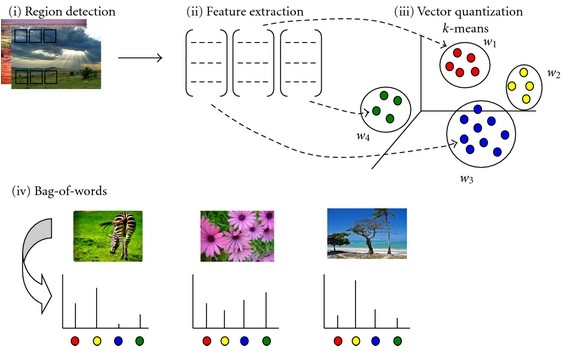 (i) Region detection
(ii) Feature extraction
(iii) Vector quantization
k-means
w1
w2
w4
w3
(iv) Bag-of-words